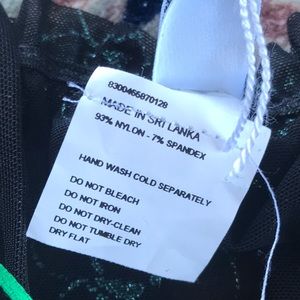 8300466870128
MADE IN SRI LANKA
93% NYLON - 7% SPANDEX
HAND WASH COLD SEPARATELY
DO NOT BLEACH
DO NOT IRON
DO NOT DRY-CLEAN
DO NOT TUMBLE DRY
DRY FLAT